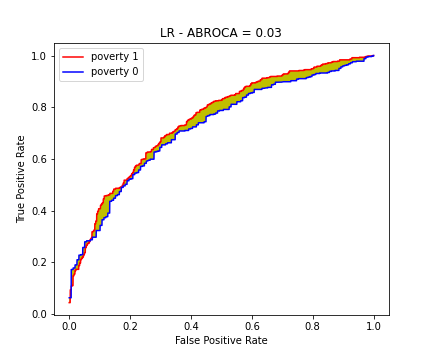 LR - ABROCA = 0.03
poverty 1
poverty 0
True Positive Rate
1.0
0.8
0.6
0.4
0.2
0.0
0.0 0.2 0.4 0.6 0.8 1.0
False Positive Rate